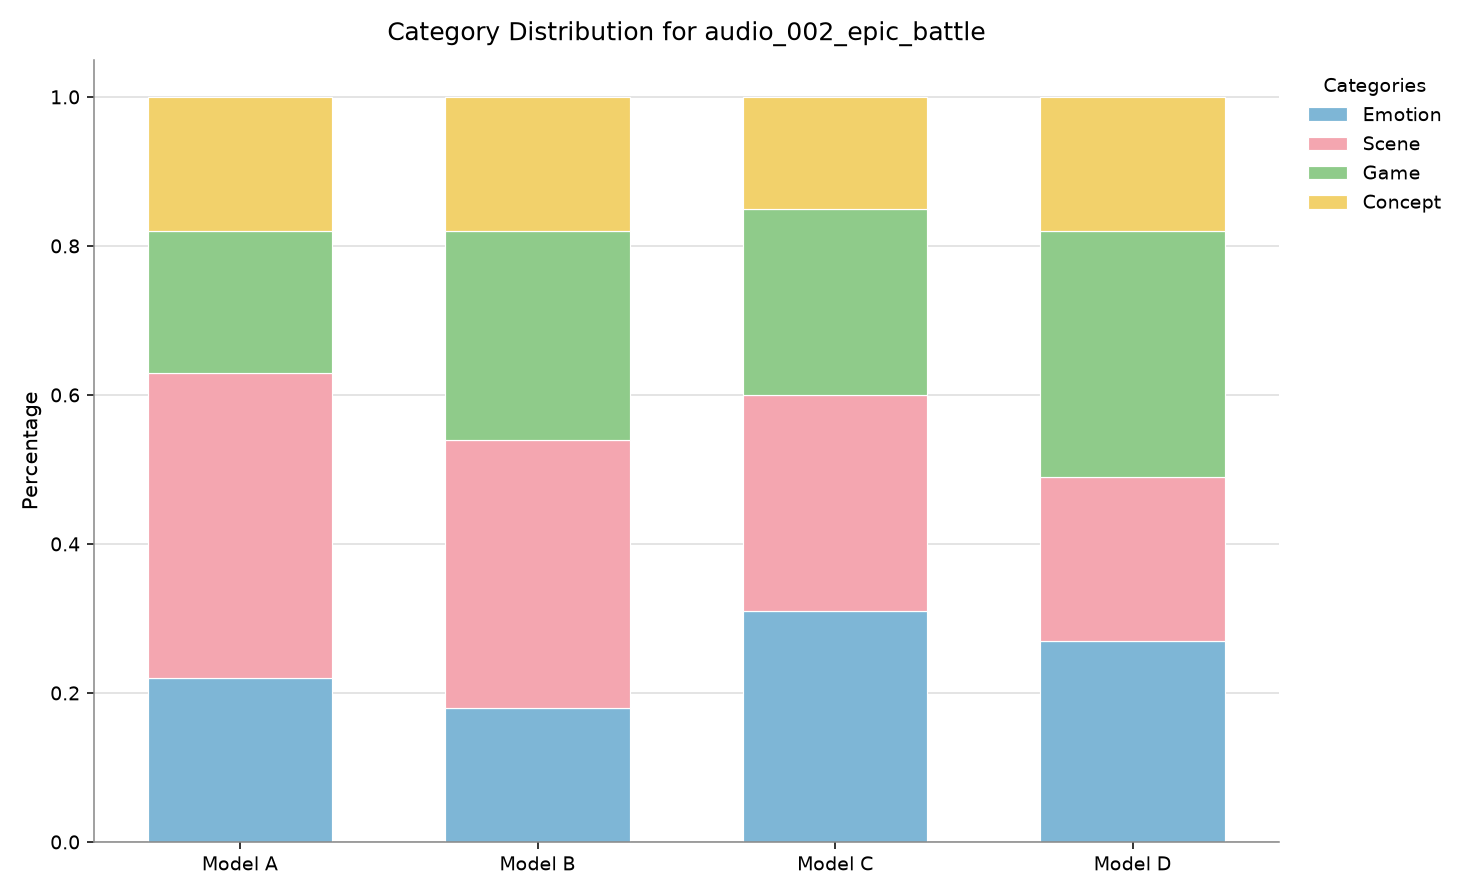 Category Distribution for audio_002_epic_battle
Percentage
1.0
0.8
0.6
0.4
0.2
0.0
Model A
Model B
Model C
Model D
Categories
Emotion
Scene
Game
Concept